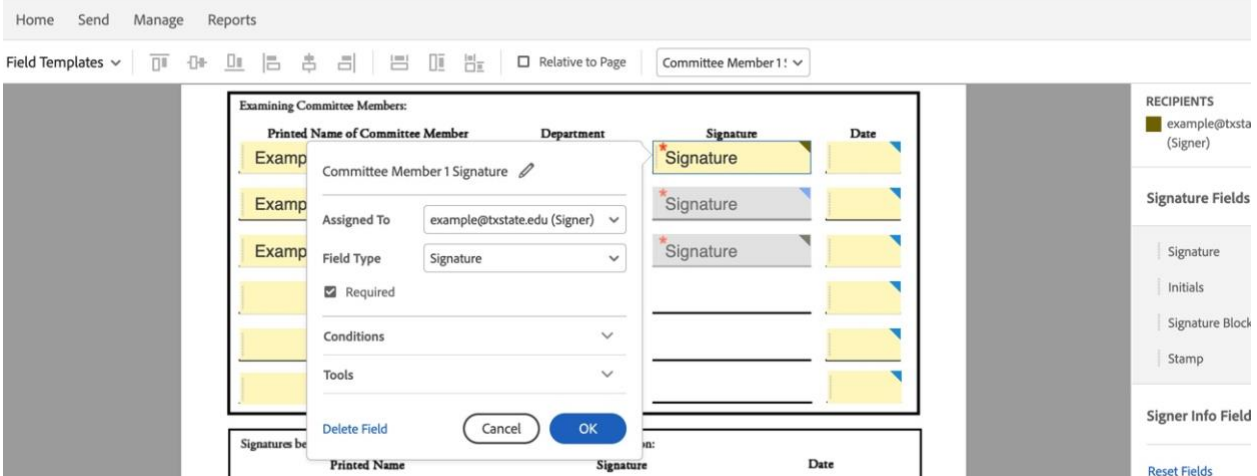 Home Send Manage Reports
Field Templates Relative to Page Committee Member 1
Examining Committee Members:
Printed Name of Committee Member Department Signature Date
Examp
Examp
Examp
*Signature
*Signature
*Signature
Committee Member 1 Signature
Assigned To example@txstate.edu (Signer)
Field Type Signature
Required
Conditions
Tools
Delete Field Cancel OK
Signatures be
on:
Printed Name Signature Date
RECIPIENTS
example@txsta
(Signer)
Signature Fields
Signature
Initials
Signature Block
Stamp
Signer Info Field
Reset Fields